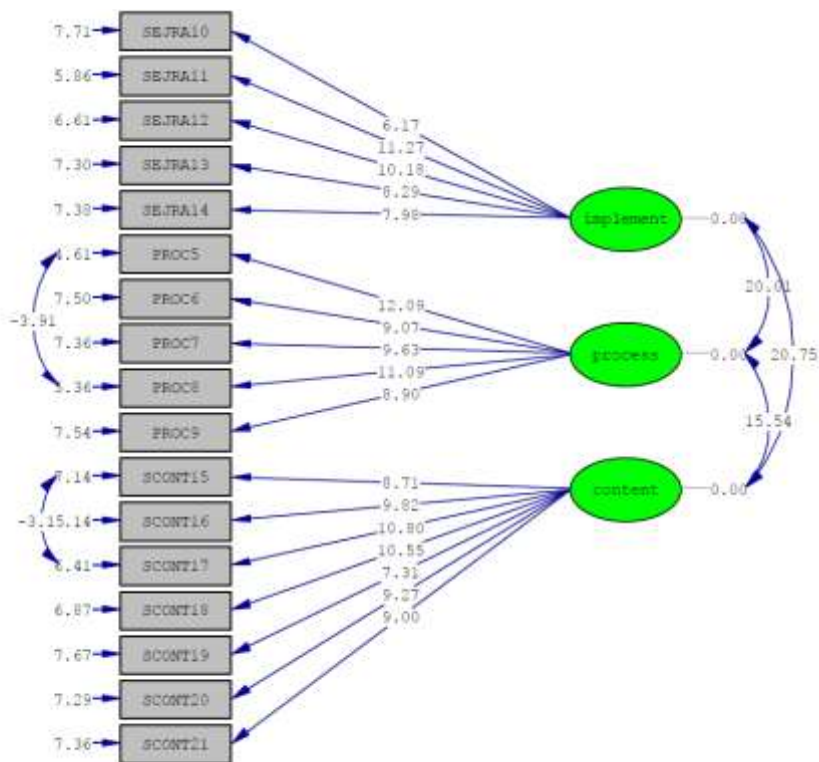 7.71 SEJRA10
5.86 SEJRA11
6.61 SEJRA12
7.30 SEJRA13
7.38 SEJRA14
6.17
11.27
10.18
8.29
7.98
implement 0.00
PROC5
7.50 PROC6
-3.91
7.36 PROC7
PROC8
7.54 PROC9
12.09
9.07
9.63
11.09
8.90
process 0.00
20.01
20.75
15.54
SCONT15
SCONT16
SCONT17
6.87 SCONT18
7.67 SCONT19
7.29 SCONT20
7.36 SCONT21
8.71
9.82
10.80
10.55
7.31
9.27
9.00
content 0.00